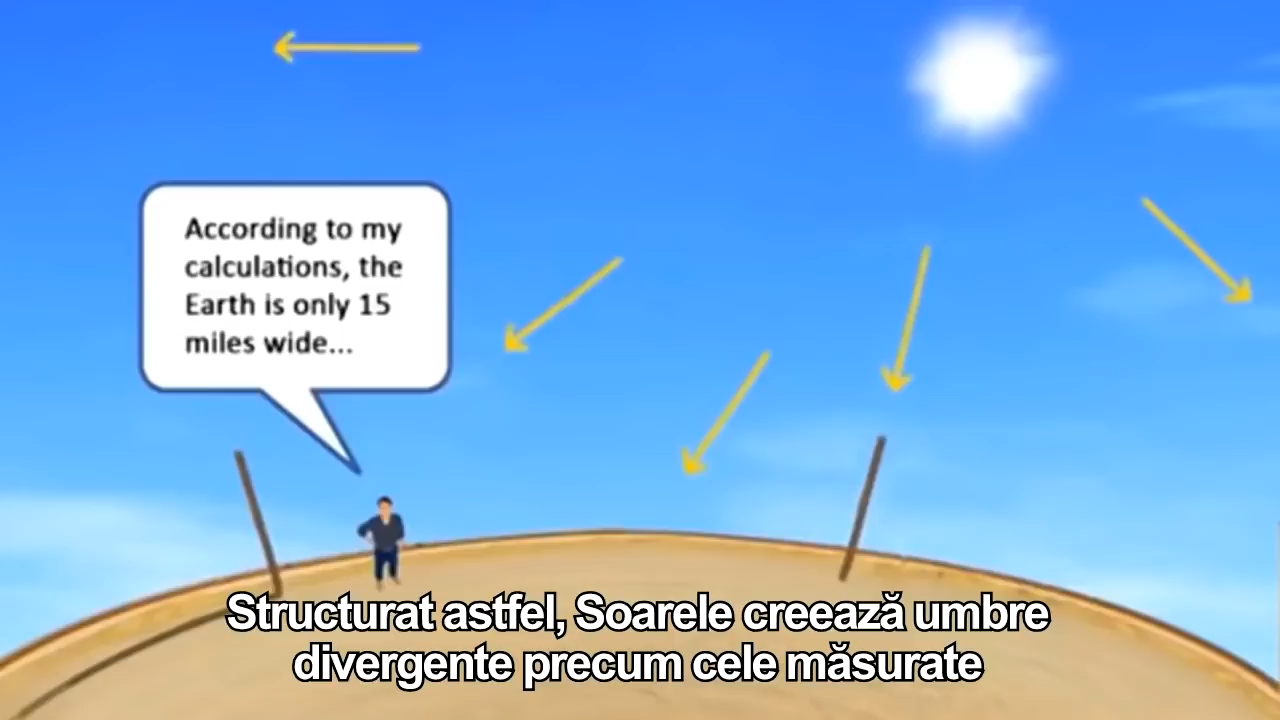 According to my
calculations, the
Earth is only 15
miles wide...
Structurat astfel, Soarele creează umbre
divergente precum cele măsurate